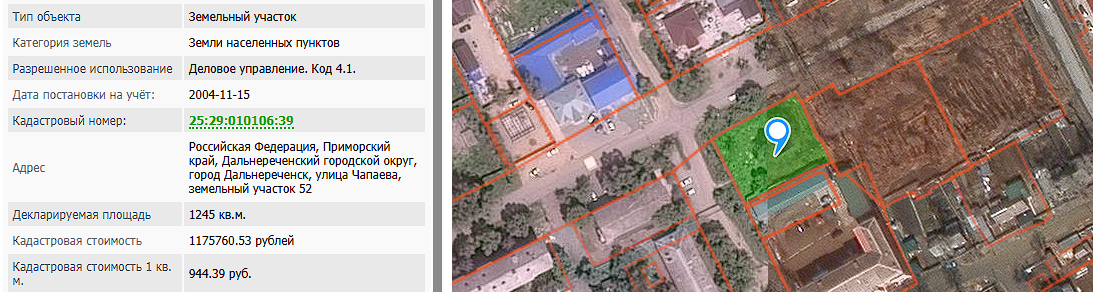 Тип объекта Земельный участок
Категория земель Земли населенных пунктов
Разрешенное использование Деловое управление. Код 4.1.
Дата постановки на учёт: 2004-11-15
Кадастровый номер: 25:29:010106:39
Адрес
Российская Федерация, Приморский
край, Дальнереченский городской округ,
город Дальнереченск, улица Чапаева,
земельный участок 52
Декларируемая площадь 1245 кв.м.
Кадастровая стоимость 1175760.53 рублей
Кадастровая стоимость 1 кв.
м.
944.39 руб.